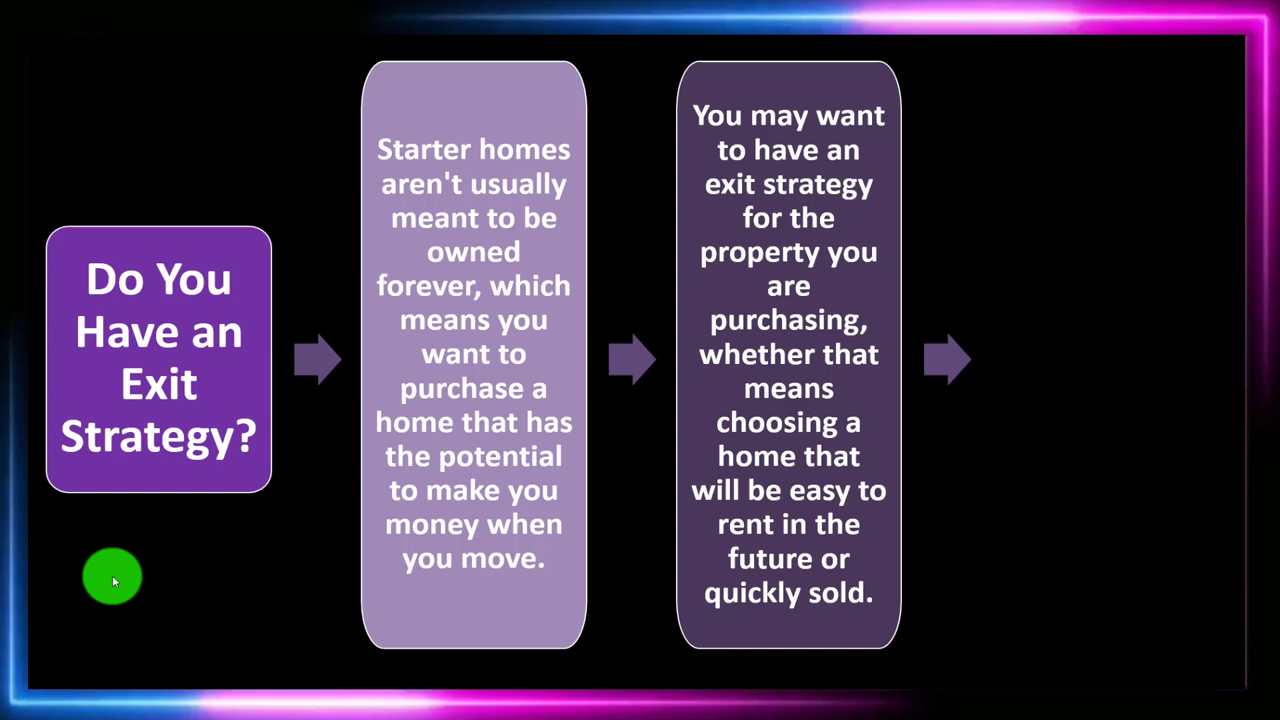 Do You
Have an
Exit
Strategy?
Starter homes
aren't usually
meant to be
owned
forever, which
means you
want to
purchase a
home that has
the potential
to make you
money when
you move.
You may want
to have an
exit strategy
for the
property you
are
purchasing,
whether that
means
choosing a
home that
will be easy to
rent in the
future or
quickly sold.